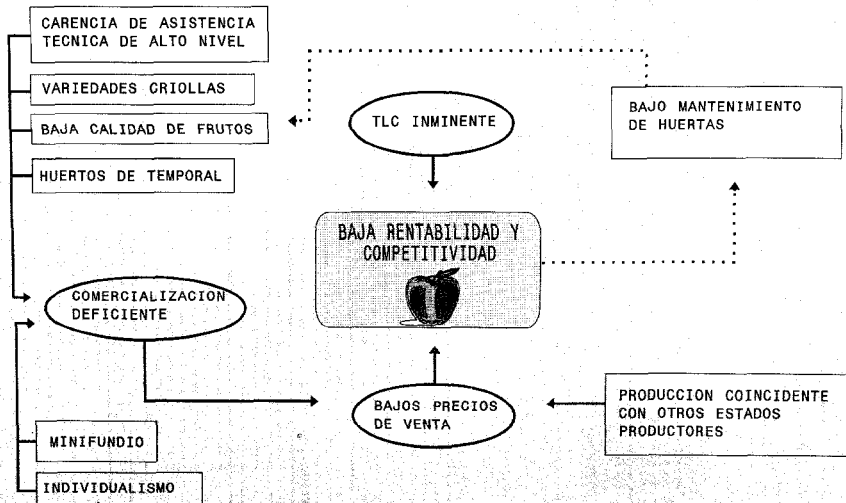 CARENCIA DE ASISTENCIA
TECNICA DE ALTO NIVEL
VARIEDADES CRIOLLAS
BAJA CALIDAD DE FRUTOS
HUERTOS DE TEMPORAL
TLC INMINENTE
BAJO MANTENIMIENTO
DE HUERTAS
BAJA RENTABILIDAD Y
COMPETITIVIDAD
COMERCIALIZACION
DEFICIENTE
BAJOS PRECIOS
DE VENTA
PRODUCCION COINCIDENTE
CON OTROS ESTADOS
PRODUCTORES
MINIFUNDIO
INDIVIDUALISMO